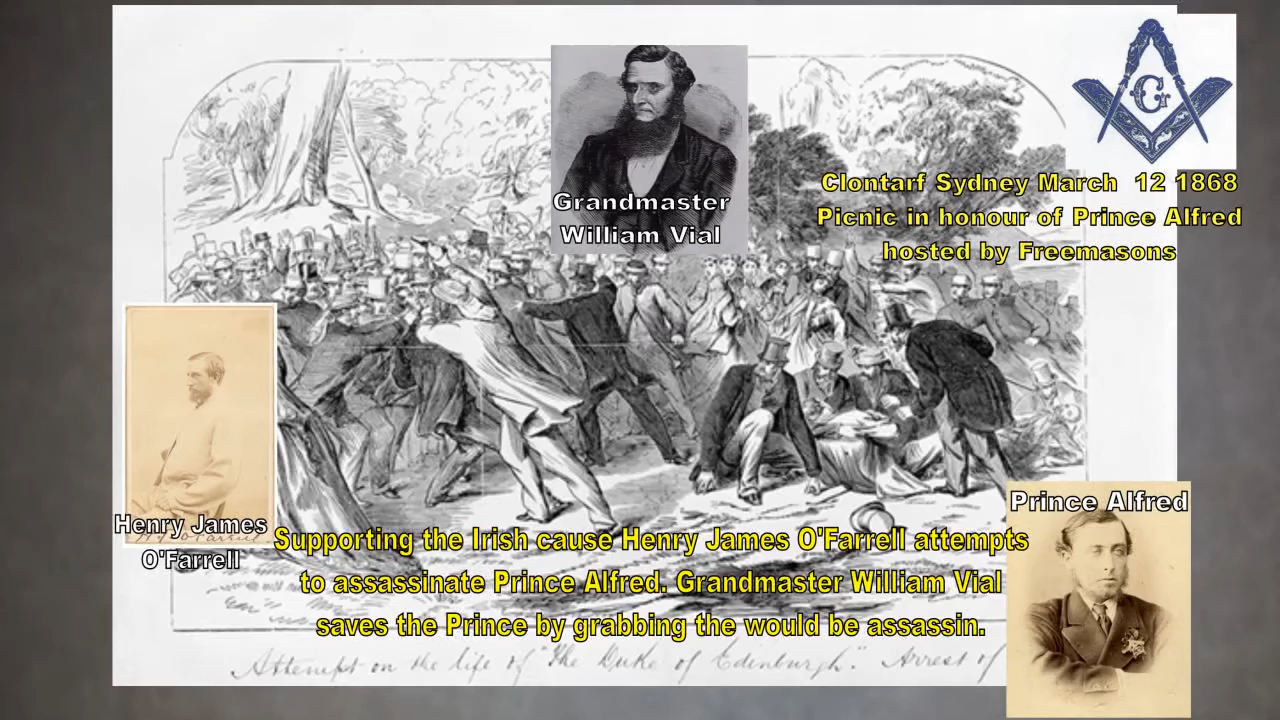 G
Grandmaster
William Vial
Clontarf Sydney March 12 1868
Picnic in honour of Prince Alfred
hosted by Freemasons
Henry James
O'Farrell
Prince Alfred
Supporting the Irish cause Henry James O'Farrell attempts
to assassinate Prince Alfred. Grandmaster William Vial
saves the Prince by grabbing the would be assassin.
Attempt on the life of "The Duke of Edinburgh". Arrest of